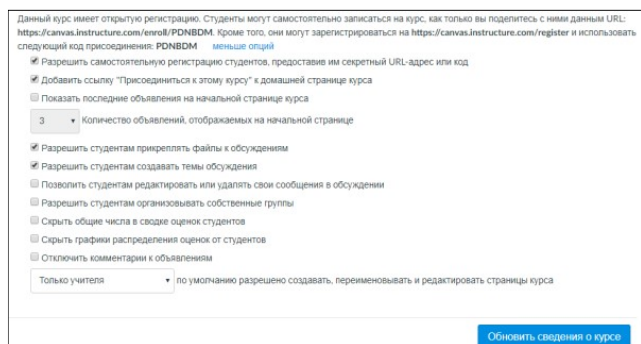 Данный курс имеет открытую регистрацию. Студенты могут самостоятельно записаться на курс, как только вы поделитесь с ними данным URL:
https://canvas.instructure.com/enroll/PDNBDM. Кроме того, они могут зарегистрироваться на https://canvas.instructure.com/register и использовать
следующий код присоединения: PDNBDM меньше опций
Разрешить самостоятельную регистрацию студентов, предоставив им секретный URL-адрес или код
Добавить ссылку "Присоединиться к этому курсу" к домашней странице курса
Показать последние объявления на начальной странице курса
3 Количество объявлений, отображаемых на начальной странице
Разрешить студентам прикреплять файлы к обсуждениям
Разрешить студентам создавать темы обсуждения
Позволить студентам редактировать или удалять свои сообщения в обсуждении
Разрешить студентам организовывать собственные группы
Скрыть общие числа в сводке оценок студентов
Скрыть графики распределения оценок от студентов
Отключить комментарии к объявлениям
Только учителя по умолчанию разрешено создавать, переименовывать и редактировать страницы курса
Обновить сведения о курсе